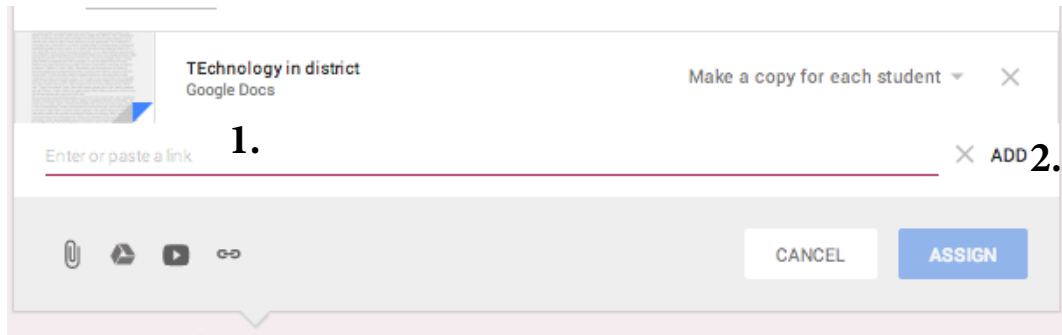 TEchnology in district
Google Docs
Make a copy for each student
Enter or paste a link
1.
ADD
2.
CANCEL
ASSIGN